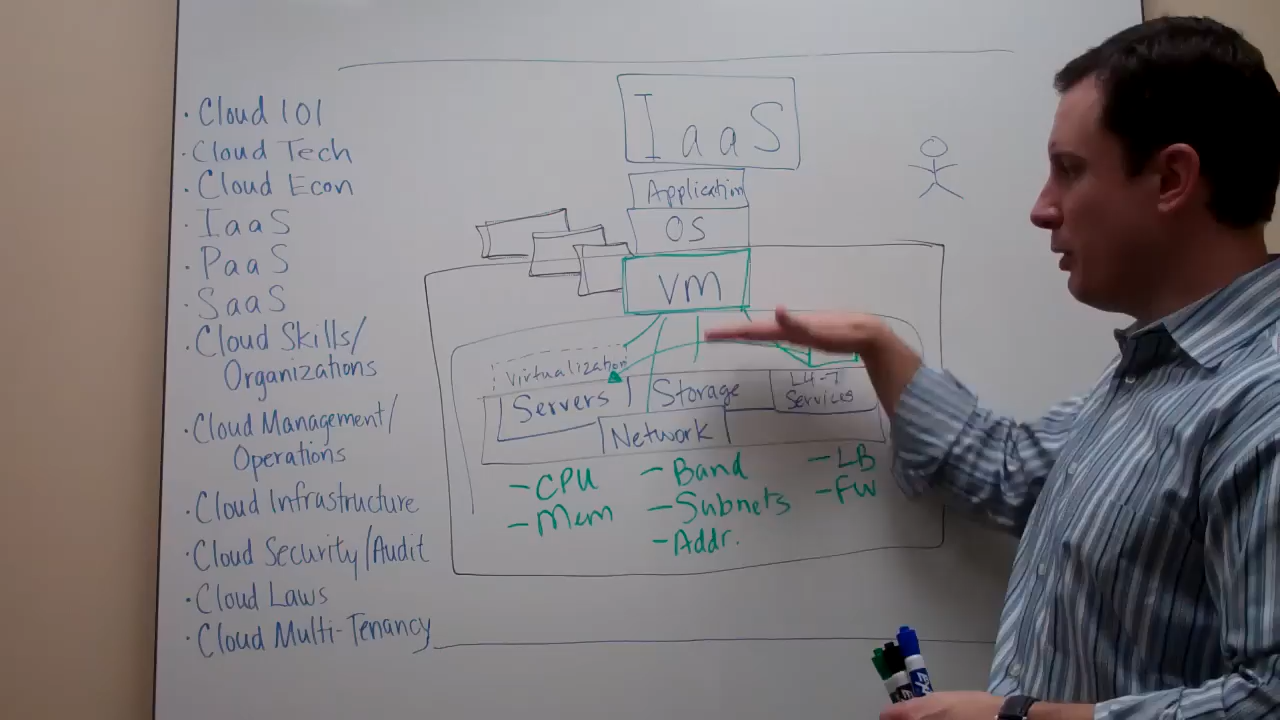 · Cloud 101
· Cloud Tech
· Cloud Econ
· IaaS
· PaaS
· SaaS
· Cloud Skills/
Organizations
· Cloud Management/
Operations
· Cloud Infrastructure
· Cloud Security/Audit
· Cloud Laws
· Cloud Multi-Tenancy
IaaS
Application
OS
VM
Virtualization
Servers
Storage
L4-7
Services
Network
- CPU
- Mem
- Band
- Subnets
- Addr.
- LB
- FW